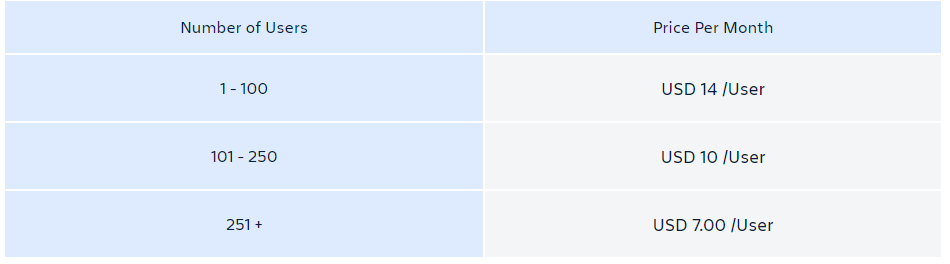 Number of Users Price Per Month
1 - 100 USD 14 /User
101 - 250 USD 10 /User
251 + USD 7.00 /User